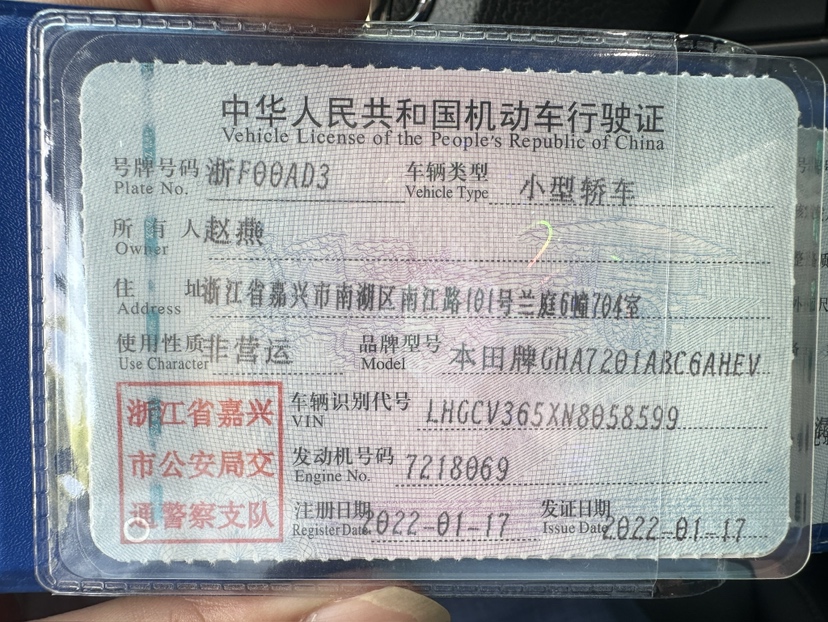 中华人民共和国机动车行驶证
Vehicle License of the People's Republic of China
号牌号码 浙F00AD3 车辆类型 小型轿车
Plate No. Vehicle Type
所有人 赵燕
Owner
住址 浙江省嘉兴市南湖区南江路101号兰庭6幢704室
Address
使用性质 非营运 品牌型号 本田牌GHA7201ABC6AHEV
Use Character Model
浙江省嘉兴 车辆识别代号 LHGCV365XN8058599
VIN
市公安局交 发动机号码 7218069
Engine No.
通警察支队 注册日期 2022-01-17 发证日期 2022-01-17
Register Date Issue Date